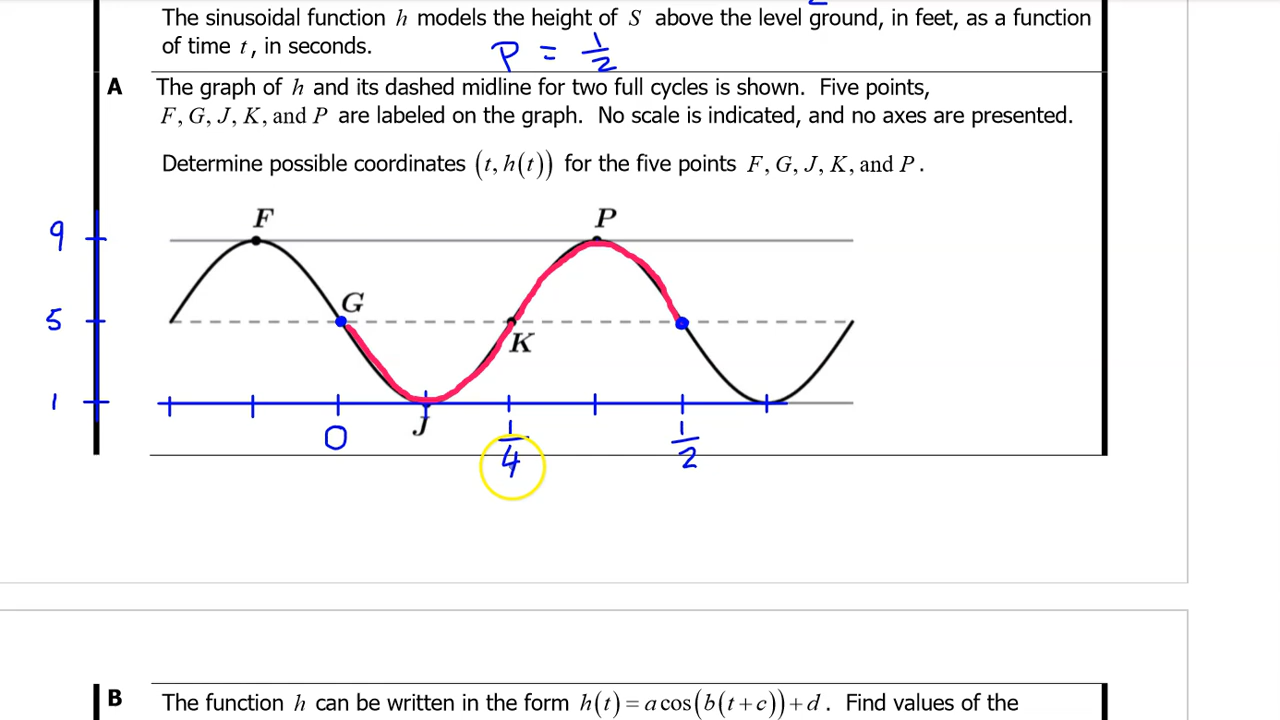 The sinusoidal function h models the height of S above the level ground, in feet, as a function
of time t, in seconds.
P = 1/2
A The graph of h and its dashed midline for two full cycles is shown. Five points,
F, G, J, K, and P are labeled on the graph. No scale is indicated, and no axes are presented.
Determine possible coordinates (t, h(t)) for the five points F, G, J, K, and P.
F P
9
G
5
K
1
J
0 1/4 1/2
B The function h can be written in the form h(t) = a cos(b(t + c)) + d. Find values of the